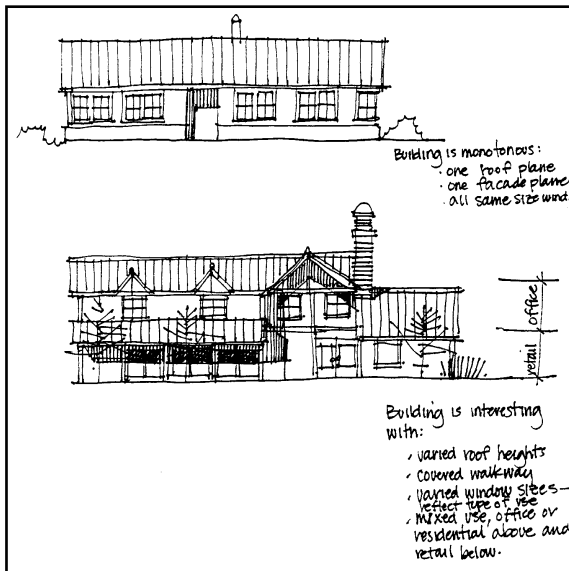 Building is monotonous:
· one roof plane
· one facade plane
· all same size wind
office
retail
Building is interesting
with:
, varied roof heights
, covered walkway
, varied window sizes—
reflect type of use
, mixed use, office or
residential above and
retail below.